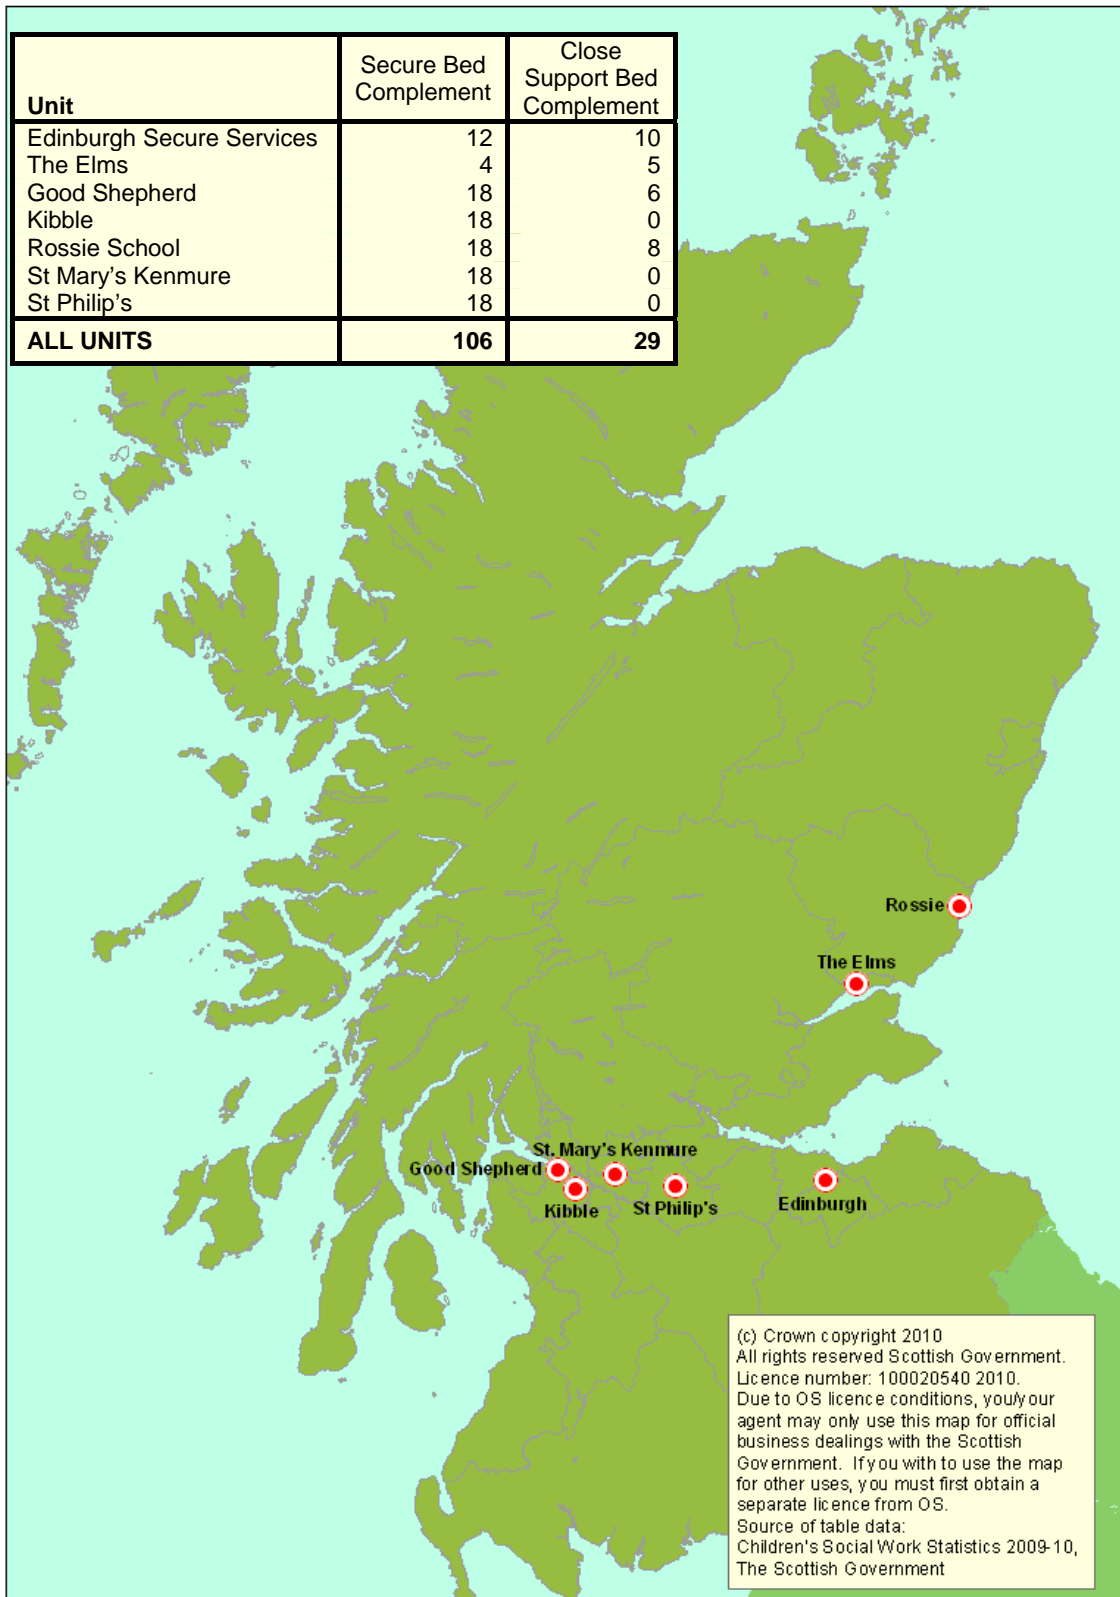 Unit Secure Bed Complement Close Support Bed Complement
Edinburgh Secure Services 12 10
The Elms 4 5
Good Shepherd 18 6
Kibble 18 0
Rossie School 18 8
St Mary’s Kenmure 18 0
St Philip’s 18 0
ALL UNITS 106 29
Rossie
The Elms
St. Mary's Kenmure
Good Shepherd
Kibble
St Philip's
Edinburgh
(c) Crown copyright 2010
All rights reserved Scottish Government.
Licence number: 100020540 2010.
Due to OS licence conditions, you/your
agent may only use this map for official
business dealings with the Scottish
Government. If you with to use the map
for other uses, you must first obtain a
separate licence from OS.
Source of table data:
Children's Social Work Statistics 2009-10,
The Scottish Government